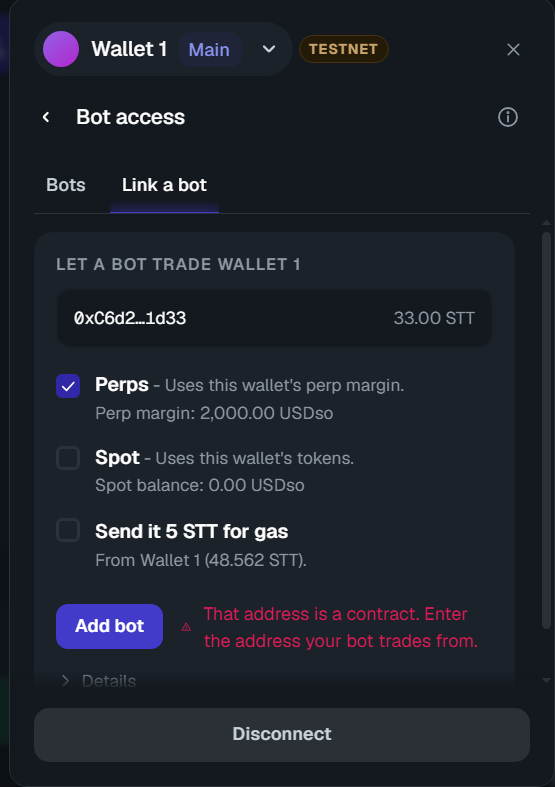 Wallet 1 Main TESTNET
Bot access
Bots Link a bot
LET A BOT TRADE WALLET 1
0xC6d2…1d33 33.00 STT
Perps - Uses this wallet's perp margin.
Perp margin: 2,000.00 USDso
Spot - Uses this wallet's tokens.
Spot balance: 0.00 USDso
Send it 5 STT for gas
From Wallet 1 (48.562 STT).
Add bot
That address is a contract. Enter
the address your bot trades from.
Details
Disconnect